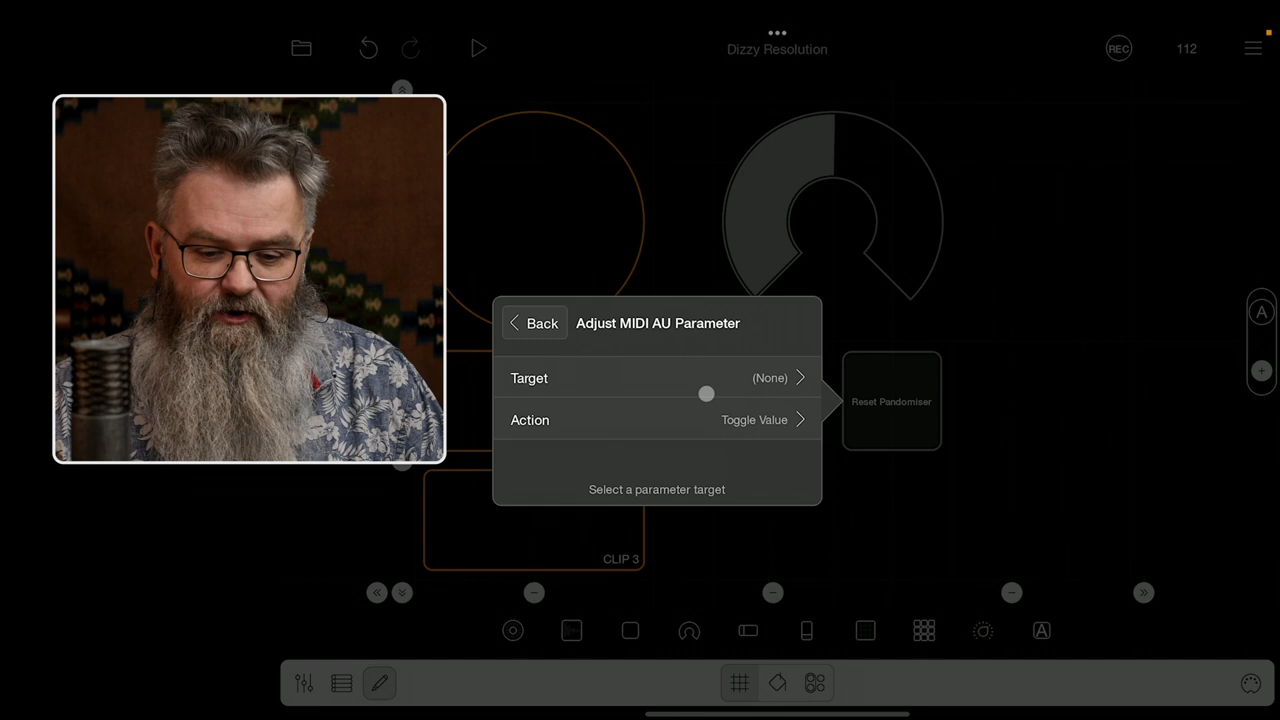 Dizzy Resolution
REC
112
A
Back
Adjust MIDI AU Parameter
Target
(None)
Action
Toggle Value
Select a parameter target
Reset Pandomiser
CLIP 3
A